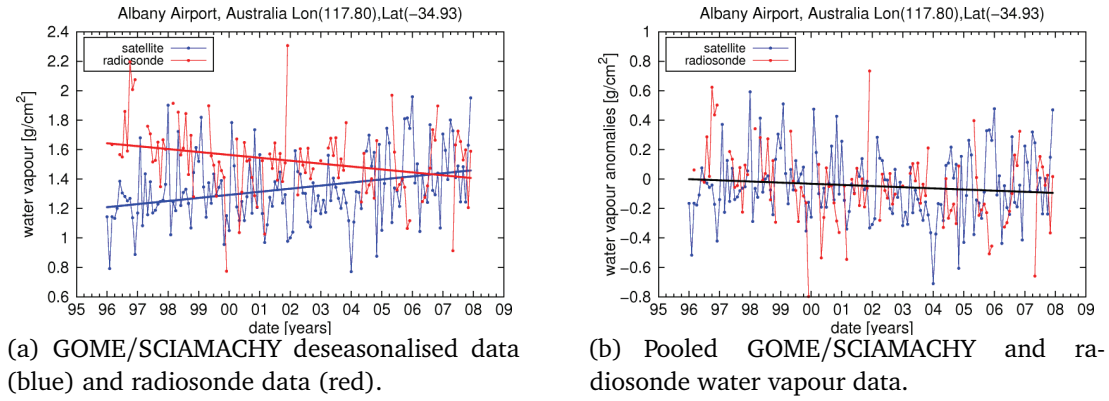 Albany Airport, Australia Lon(117.80),Lat(−34.93)
2.4
2.2
2
1.8
1.6
1.4
1.2
1
0.8
0.6
water vapour [g/cm²]
satellite
radiosonde
95 96 97 98 99 00 01 02 03 04 05 06 07 08 09
date [years]
(a) GOME/SCIAMACHY deseasonalised data
(blue) and radiosonde data (red).
Albany Airport, Australia Lon(117.80),Lat(−34.93)
1
0.8
0.6
0.4
0.2
0
−0.2
−0.4
−0.6
−0.8
water vapour anomalies [g/cm²]
satellite
radiosonde
95 96 97 98 99 00 01 02 03 04 05 06 07 08 09
date [years]
(b) Pooled GOME/SCIAMACHY and ra-
diosonde water vapour data.